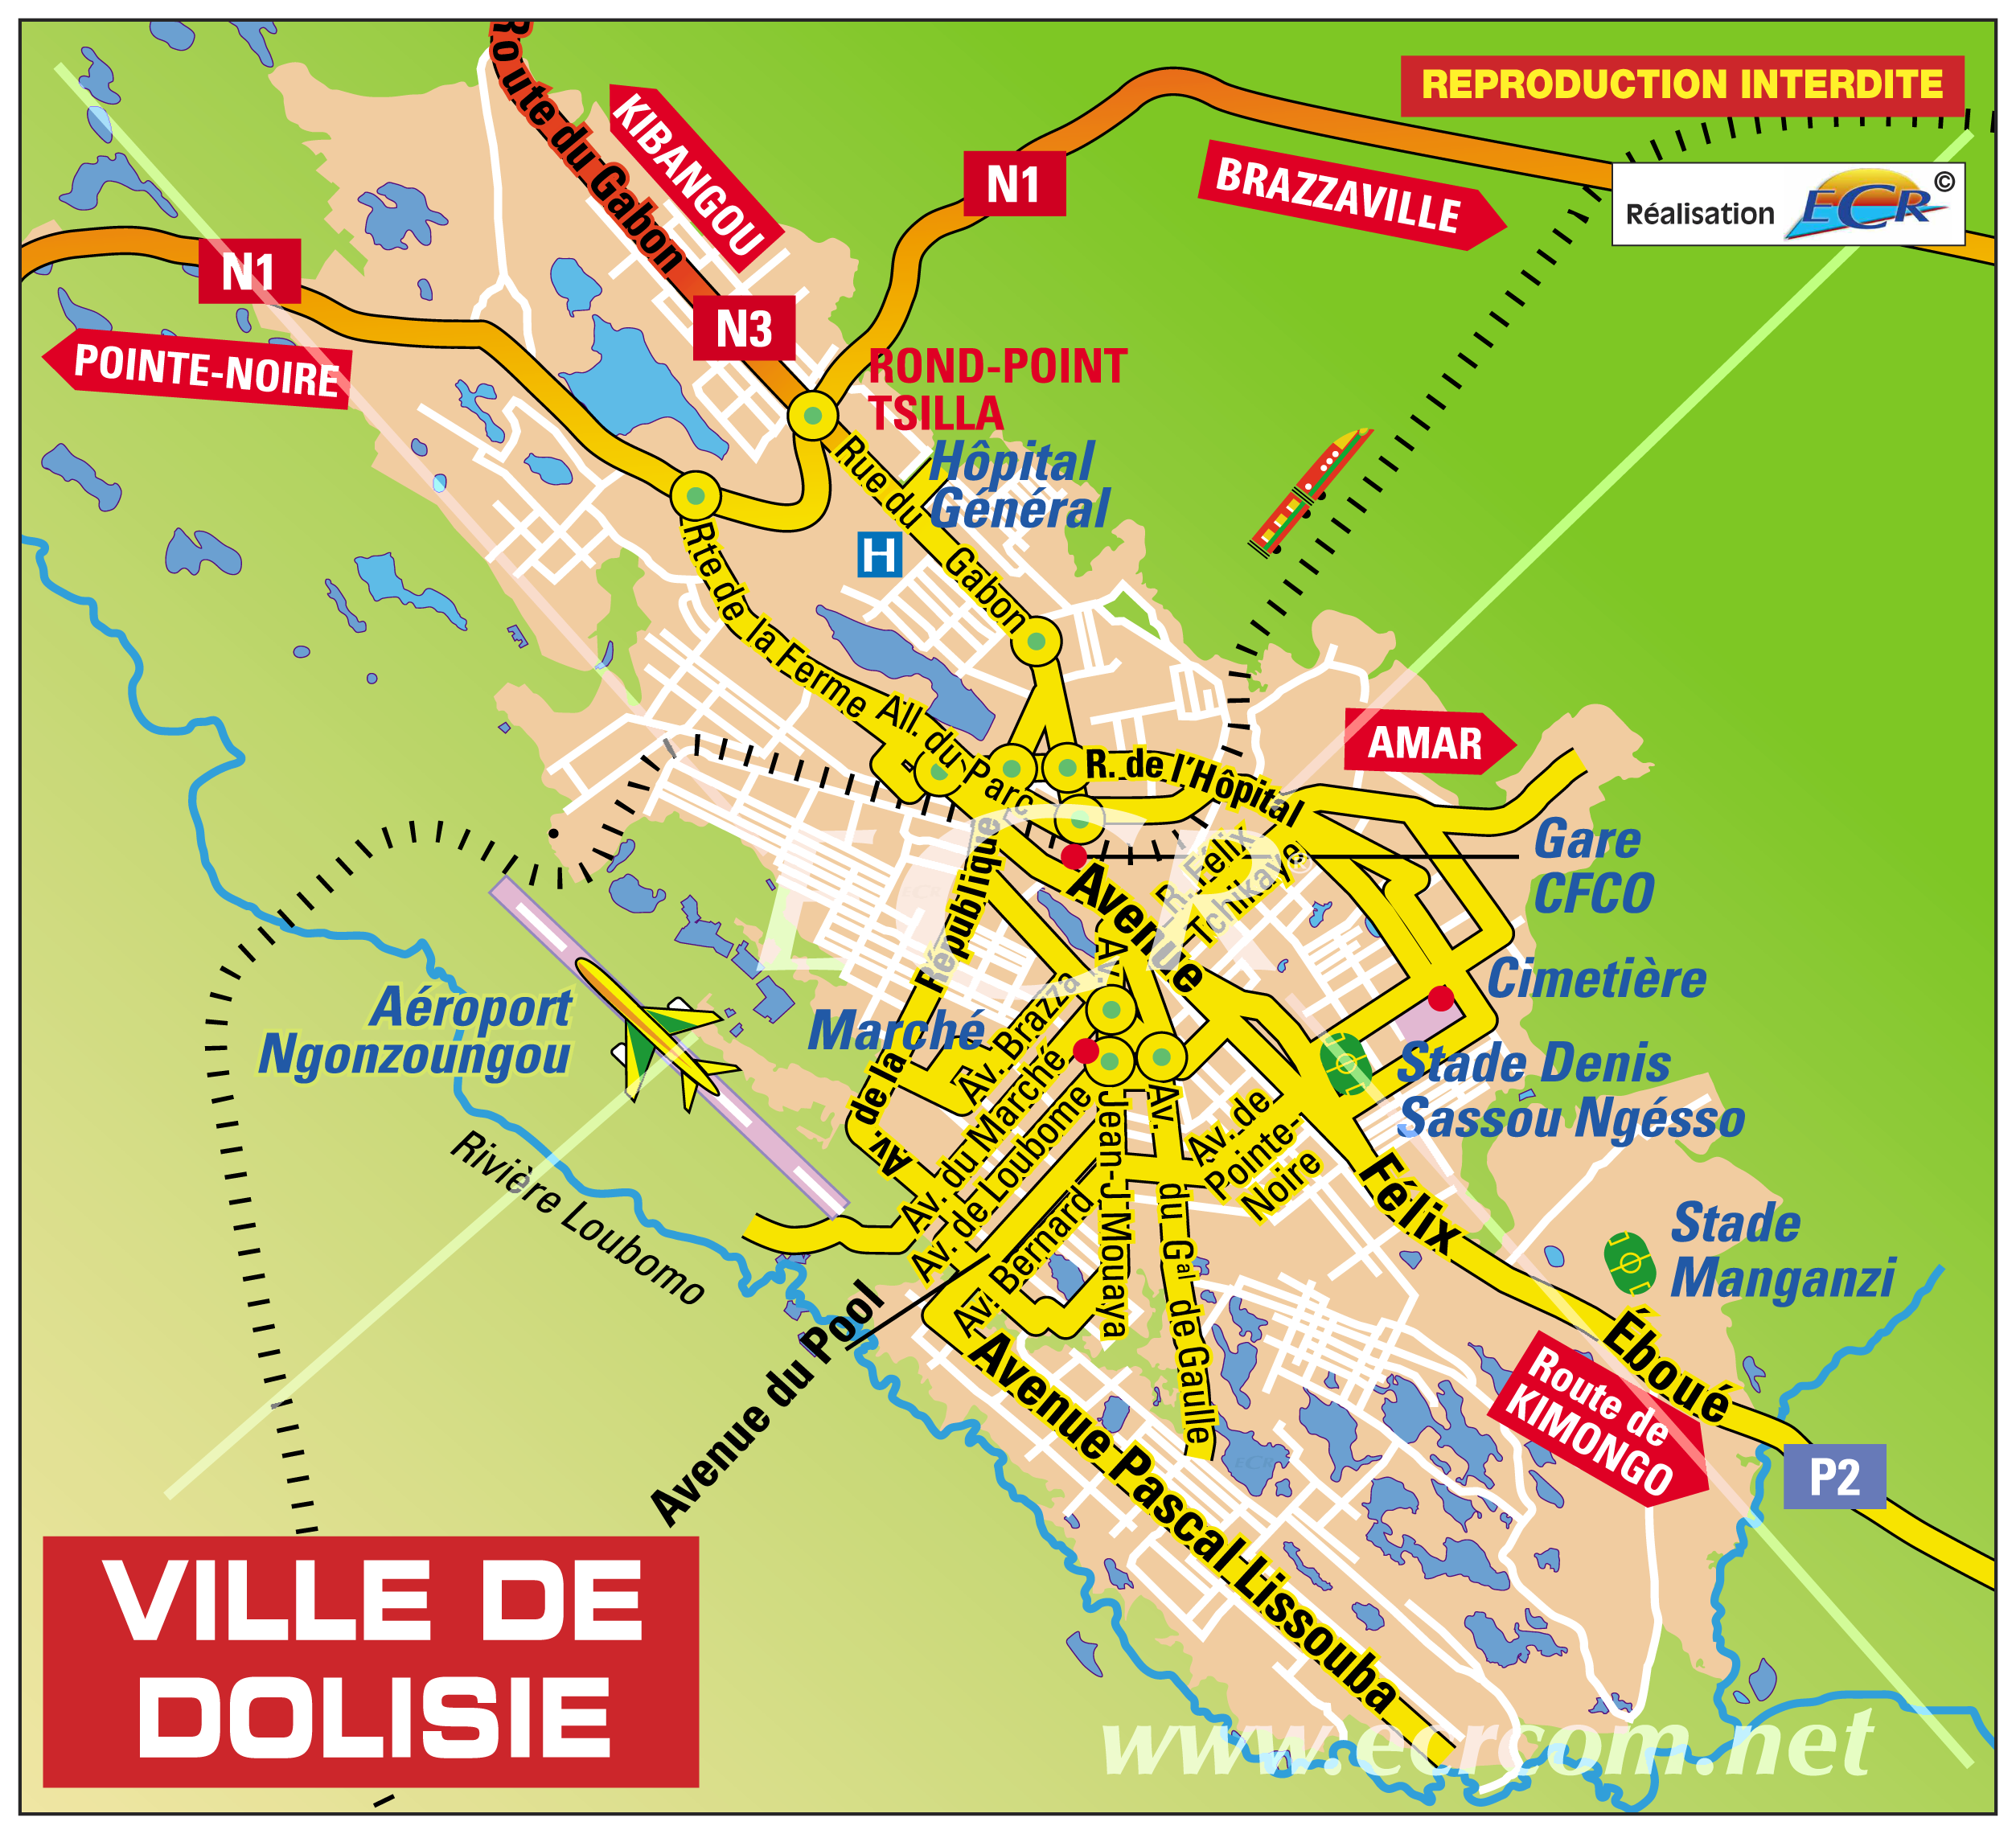 REPRODUCTION INTERDITE
Route du Gabon
KIBANGOU
N1
BRAZZAVILLE
Réalisation ECR ©
N1
POINTE-NOIRE
N3
ROND-POINT
TSILLA
Hôpital
Général
Rue du Gabon
H
Rte de la Ferme
All. du Parc
AMAR
R. de l'Hôpital
Gare
CFCO
R. Félix
Tchikaya
Avenue Félix Éboué
Av. de la République
Cimetière
Aéroport
Ngonzoungou
Marché
Av. Brazza
Av. du Marché
Av. de Loubome
Av. Jean-J-Mouaya
Av. du Gal de Gaulle
Av. de
Pointe-
Noire
Stade Denis
Sassou Ngésso
Rivière Loubomo
Av. Bernard
Stade
Manganzi
Avenue du Pool
Avenue Pascal Lissouba
Route de
KIMONGO
P2
ECR
VILLE DE
DOLISIE
www.ecrcom.net